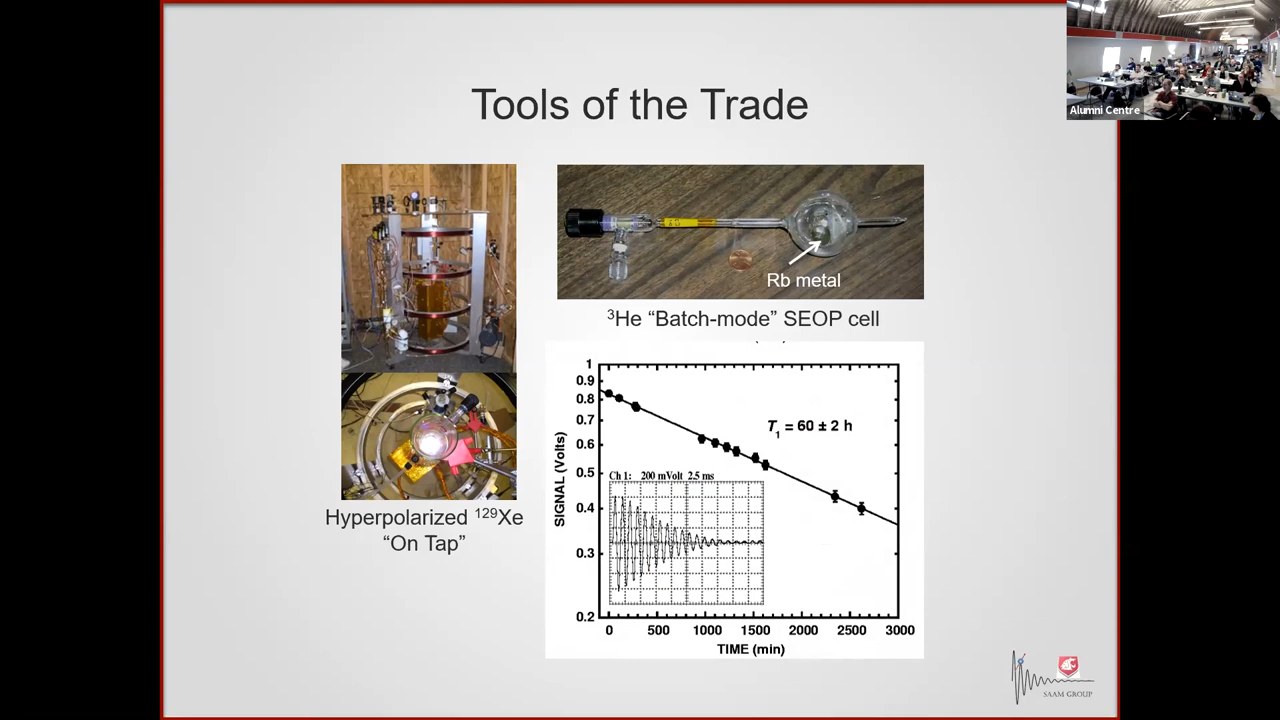 Tools of the Trade
Alumni Centre
Rb metal
³He “Batch-mode” SEOP cell
Hyperpolarized ¹²⁹Xe
“On Tap”
1
0.9
0.8
0.7
0.6
0.5
0.4
0.3
0.2
SIGNAL (Volts)
T₁ = 60 ± 2 h
Ch 1: 200 mVolt 2.5 ms
0 500 1000 1500 2000 2500 3000
TIME (min)
SAAM GROUP